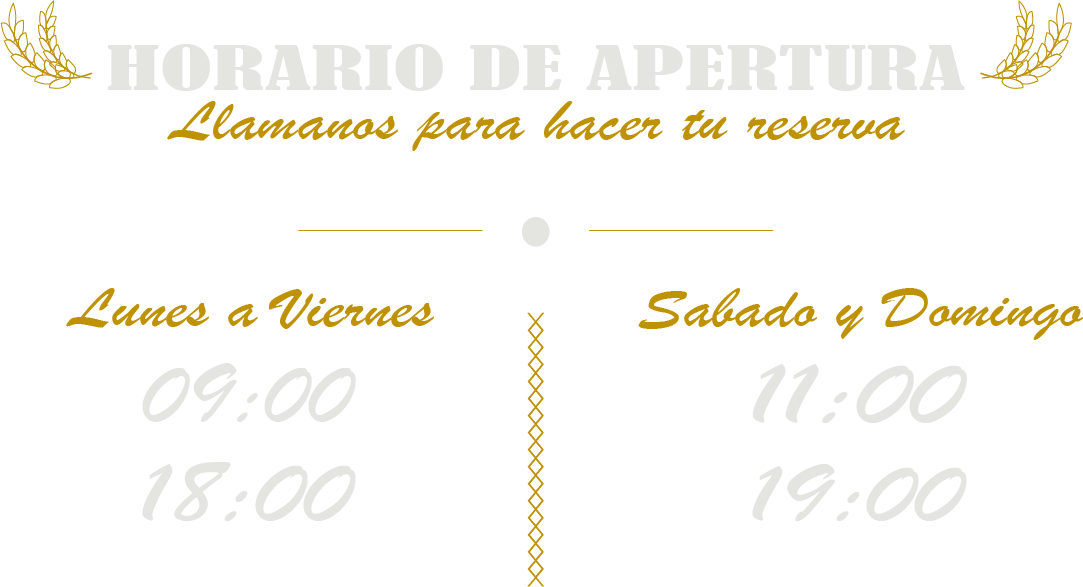 HORARIO DE APERTURA
Llamanos para hacer tu reserva
Lunes a Viernes
09:00
18:00
Sabado y Domingo
11:00
19:00